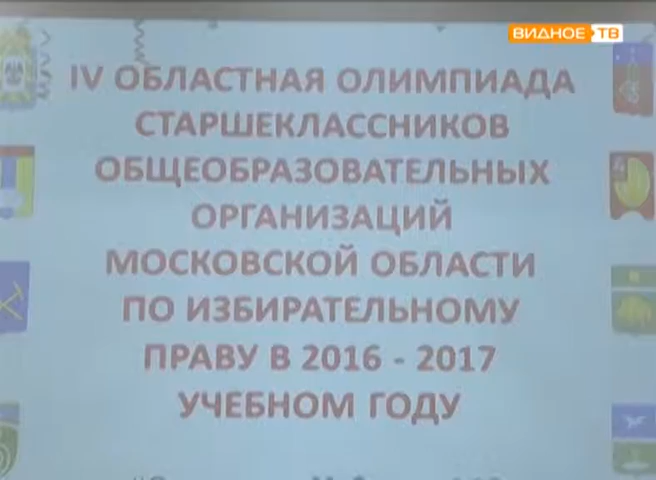 ВИДНОЕ ТВ
IV ОБЛАСТНАЯ ОЛИМПИАДА
СТАРШЕКЛАССНИКОВ
ОБЩЕОБРАЗОВАТЕЛЬНЫХ
ОРГАНИЗАЦИЙ
МОСКОВСКОЙ ОБЛАСТИ
ПО ИЗБИРАТЕЛЬНОМУ
ПРАВУ В 2016 - 2017
УЧЕБНОМ ГОДУ